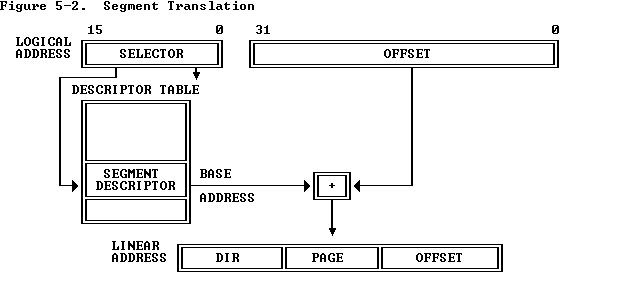 Figure 5-2.  Segment Translation
15 0 31 0
LOGICAL
ADDRESS
SELECTOR
OFFSET
DESCRIPTOR TABLE
SEGMENT
DESCRIPTOR
BASE
ADDRESS
+
LINEAR
ADDRESS
DIR
PAGE
OFFSET